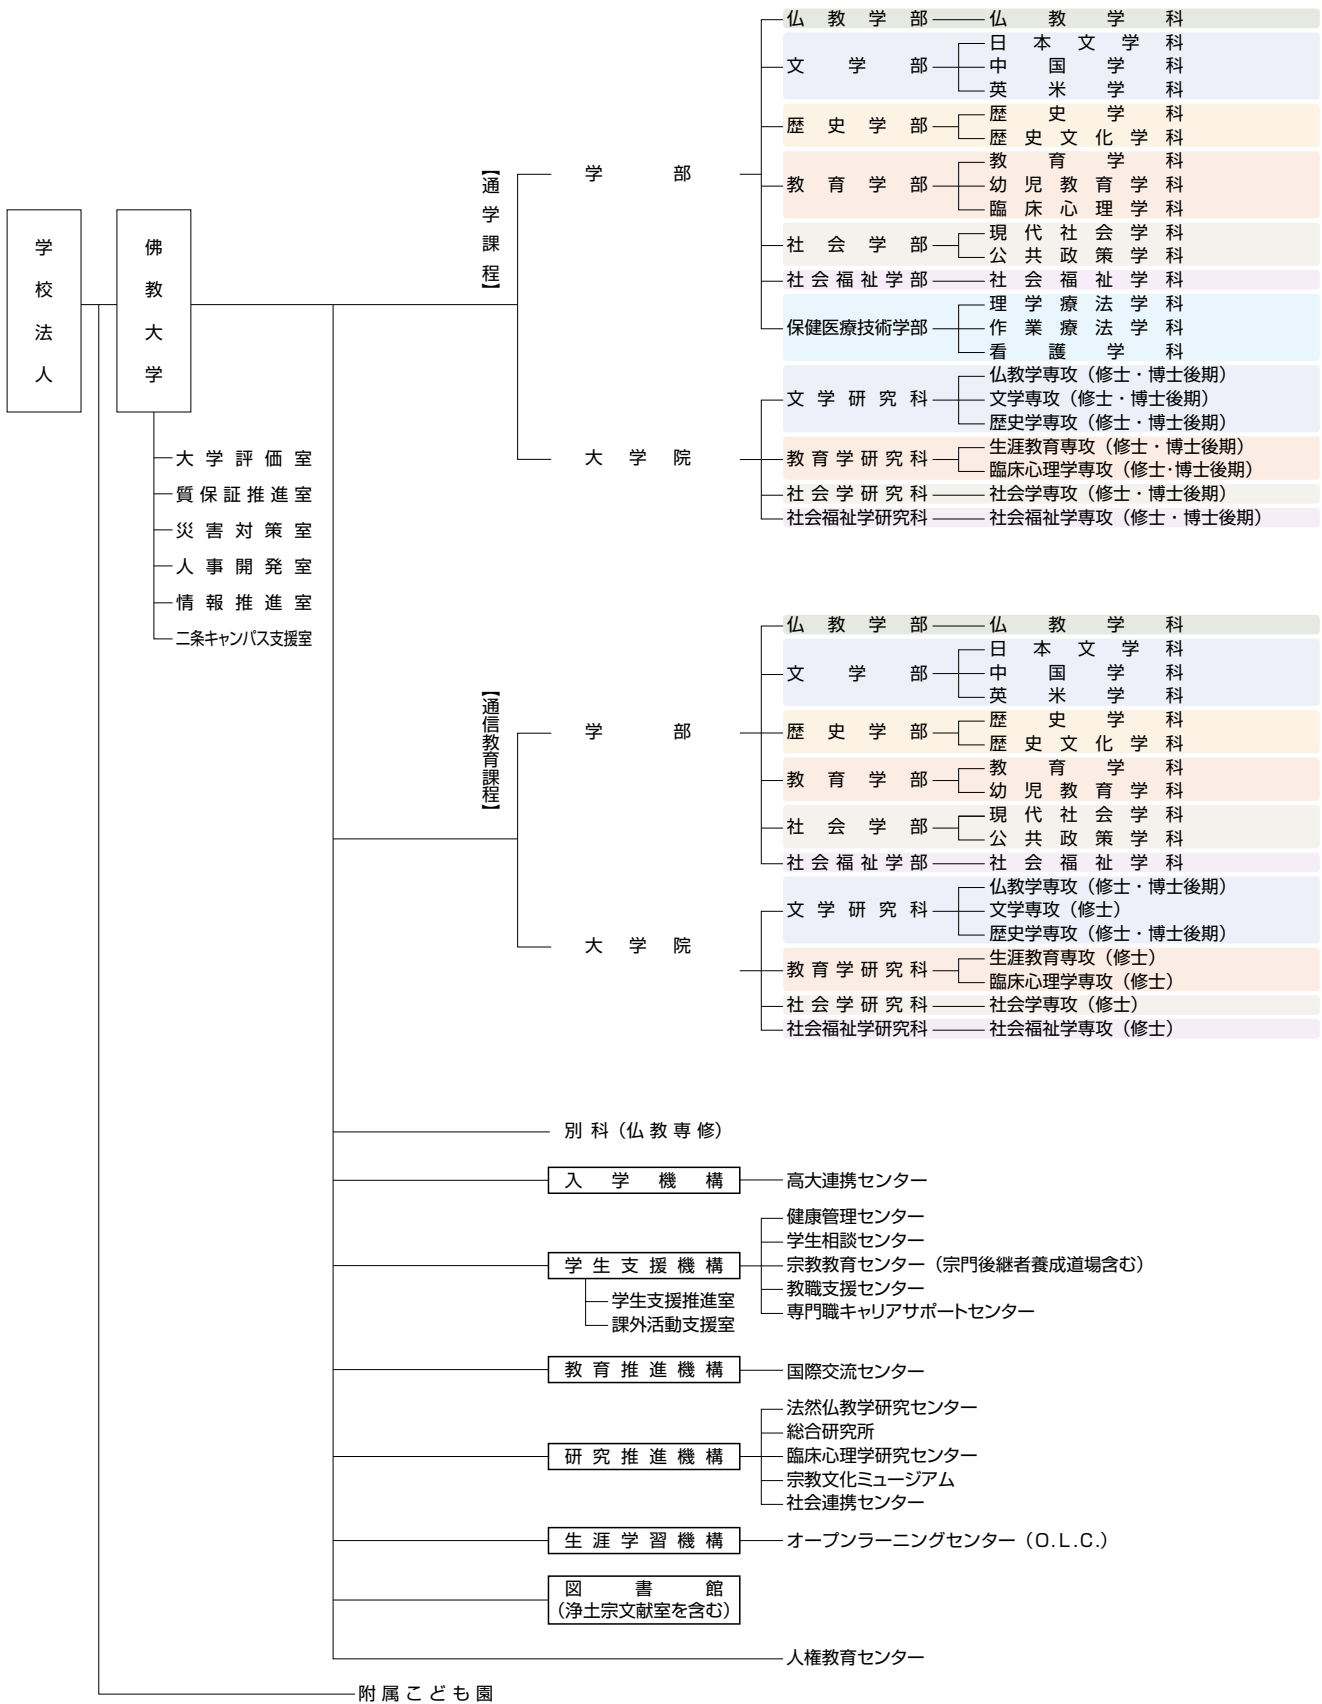 学校法人
佛教大学
大学評価室
質保証推進室
災害対策室
人事開発室
情報推進室
二条キャンパス支援室
【通学課程】
学部
仏教学部
仏教学科
文学部
日本文学科
中国学科
英米学科
歴史学部
歴史学科
歴史文化学科
教育学部
教育学科
幼児教育学科
臨床心理学科
社会学部
現代社会学科
公共政策学科
社会福祉学部
社会福祉学科
保健医療技術学部
理学療法学科
作業療法学科
看護学科
大学院
文学研究科
仏教学専攻（修士・博士後期）
文学専攻（修士・博士後期）
歴史学専攻（修士・博士後期）
教育学研究科
生涯教育専攻（修士・博士後期）
臨床心理学専攻（修士・博士後期）
社会学研究科
社会学専攻（修士・博士後期）
社会福祉学研究科
社会福祉学専攻（修士・博士後期）
【通信教育課程】
学部
仏教学部
仏教学科
文学部
日本文学科
中国学科
英米学科
歴史学部
歴史学科
歴史文化学科
教育学部
教育学科
幼児教育学科
社会学部
現代社会学科
公共政策学科
社会福祉学部
社会福祉学科
大学院
文学研究科
仏教学専攻（修士・博士後期）
文学専攻（修士）
歴史学専攻（修士・博士後期）
教育学研究科
生涯教育専攻（修士）
臨床心理学専攻（修士）
社会学研究科
社会学専攻（修士）
社会福祉学研究科
社会福祉学専攻（修士）
別科（仏教専修）
入学機構
高大連携センター
学生支援機構
学生支援推進室
課外活動支援室
健康管理センター
学生相談センター
宗教教育センター（宗門後継者養成道場含む）
教職支援センター
専門職キャリアサポートセンター
教育推進機構
国際交流センター
研究推進機構
法然仏教学研究センター
総合研究所
臨床心理学研究センター
宗教文化ミュージアム
社会連携センター
生涯学習機構
オープンラーニングセンター（O.L.C.）
図書館
（浄土宗文献室を含む）
人権教育センター
附属こども園